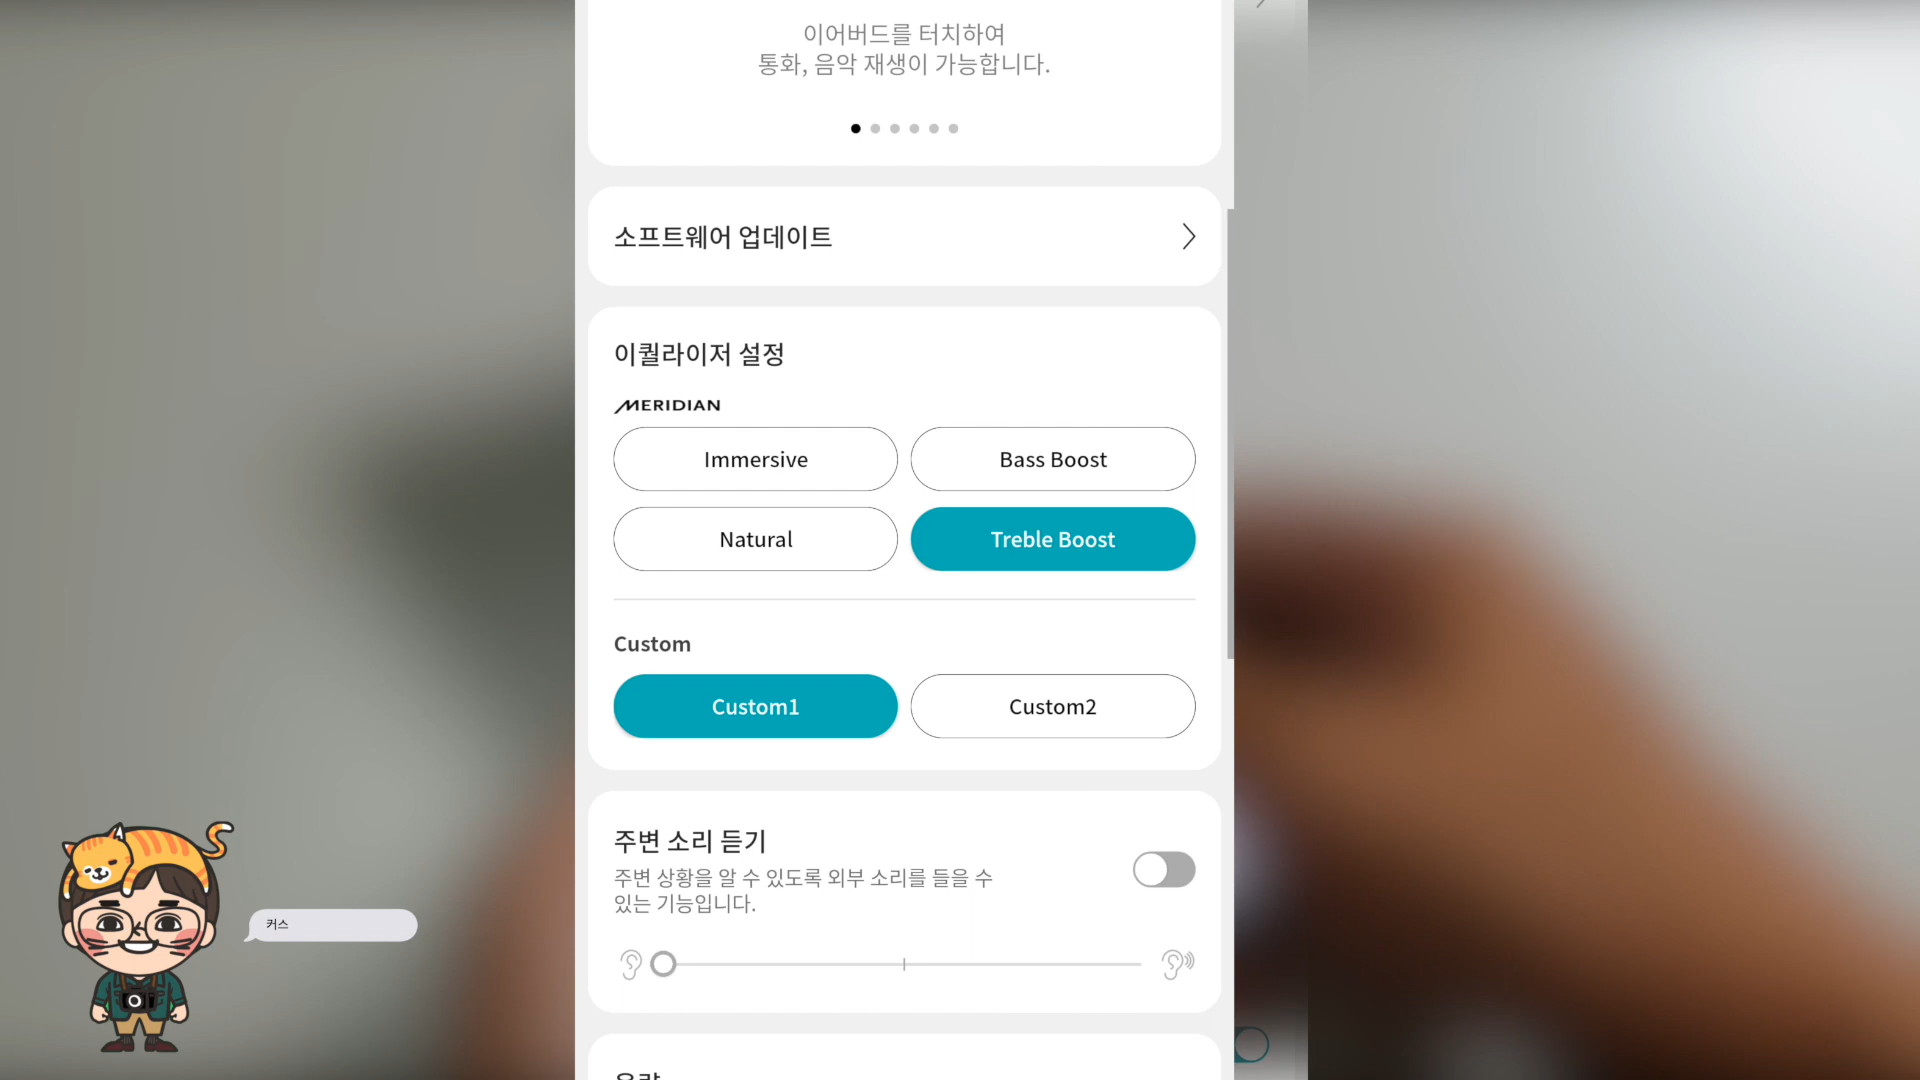 이어버드를 터치하여
통화, 음악 재생이 가능합니다.
소프트웨어 업데이트
이퀄라이저 설정
MERIDIAN
Immersive
Bass Boost
Natural
Treble Boost
Custom
Custom1
Custom2
주변 소리 듣기
주변 상황을 알 수 있도록 외부 소리를 들을 수
있는 기능입니다.
커스